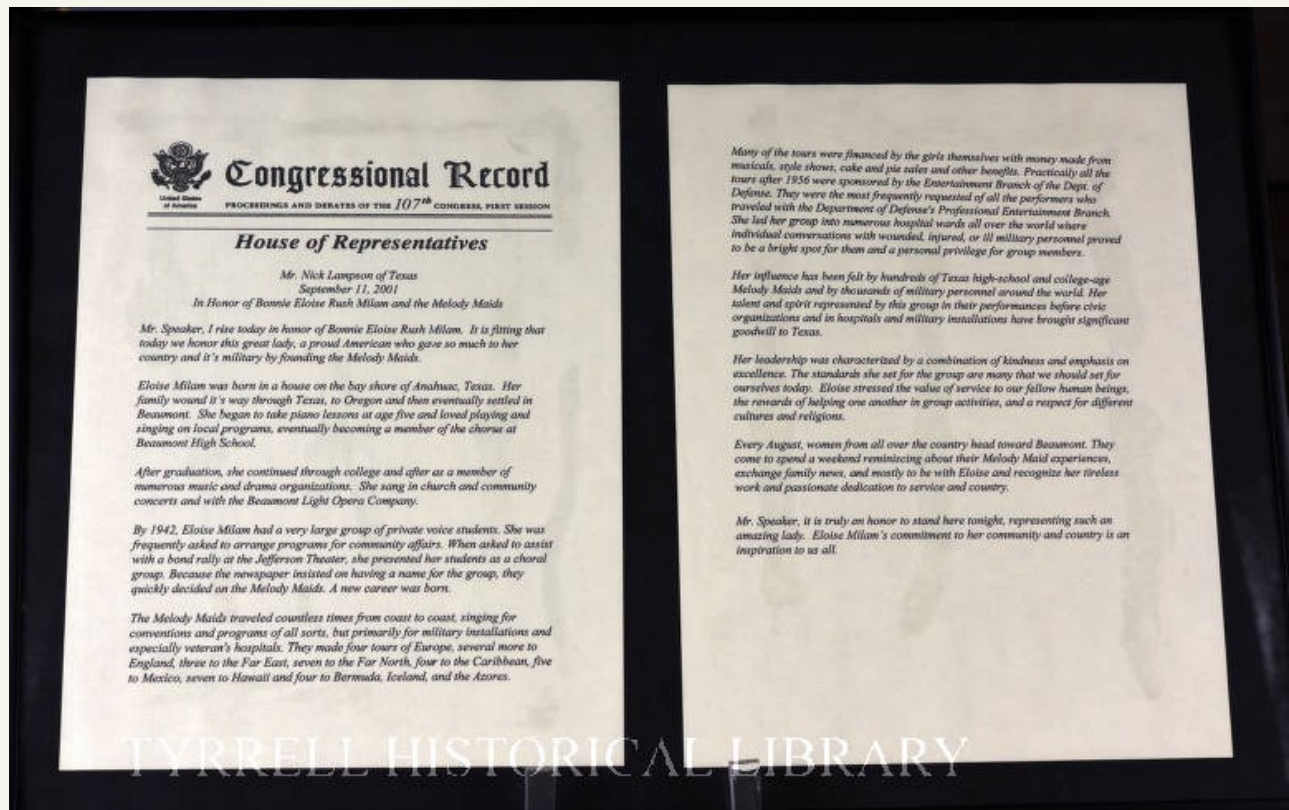 United States
of America
Congressional Record
PROCEEDINGS AND DEBATES OF THE 107th CONGRESS, FIRST SESSION
House of Representatives
Mr. Nick Lampson of Texas
September 11, 2001
In Honor of Bonnie Eloise Rush Milam and the Melody Maids
Mr. Speaker, I rise today in honor of Bonnie Eloise Rush Milam. It is fitting that
today we honor this great lady, a proud American who gave so much to her
country and it's military by founding the Melody Maids.
Eloise Milam was born in a house on the bay shore of Anahuac, Texas. Her
family wound it's way through Texas, to Oregon and then eventually settled in
Beaumont. She began to take piano lessons at age five and loved playing and
singing on local programs, eventually becoming a member of the chorus at
Beaumont High School.
After graduation, she continued through college and after as a member of
numerous music and drama organizations. She sang in church and community
concerts and with the Beaumont Light Opera Company.
By 1942, Eloise Milam had a very large group of private voice students. She was
frequently asked to arrange programs for community affairs. When asked to assist
with a bond rally at the Jefferson Theater, she presented her students as a choral
group. Because the newspaper insisted on having a name for the group, they
quickly decided on the Melody Maids. A new career was born.
The Melody Maids traveled countless times from coast to coast, singing for
conventions and programs of all sorts, but primarily for military installations and
especially veteran's hospitals. They made four tours of Europe, several more to
England, three to the Far East, seven to the Far North, four to the Caribbean, five
to Mexico, seven to Hawaii and four to Bermuda, Iceland, and the Azores.
Many of the tours were financed by the girls themselves with money made from
musicals, style shows, cake and pie sales and other benefits. Practically all the
tours after 1956 were sponsored by the Entertainment Branch of the Dept. of
Defense. They were the most frequently requested of all the performers who
traveled with the Department of Defense's Professional Entertainment Branch.
She led her group into numerous hospital wards all over the world where
individual conversations with wounded, injured, or ill military personnel proved
to be a bright spot for them and a personal privilege for group members.
Her influence has been felt by hundreds of Texas high-school and college-age
Melody Maids and by thousands of military personnel around the world. Her
talent and spirit represented by this group in their performances before civic
organizations and in hospitals and military installations have brought significant
goodwill to Texas.
Her leadership was characterized by a combination of kindness and emphasis on
excellence. The standards she set for the group are many that we should set for
ourselves today. Eloise stressed the value of service to our fellow human beings,
the rewards of helping one another in group activities, and a respect for different
cultures and religions.
Every August, women from all over the country head toward Beaumont. They
come to spend a weekend reminiscing about their Melody Maid experiences,
exchange family news, and mostly to be with Eloise and recognize her tireless
work and passionate dedication to service and country.
Mr. Speaker, it is truly an honor to stand here tonight, representing such an
amazing lady. Eloise Milam's commitment to her community and country is an
inspiration to us all.
TYRRELL HISTORICAL LIBRARY